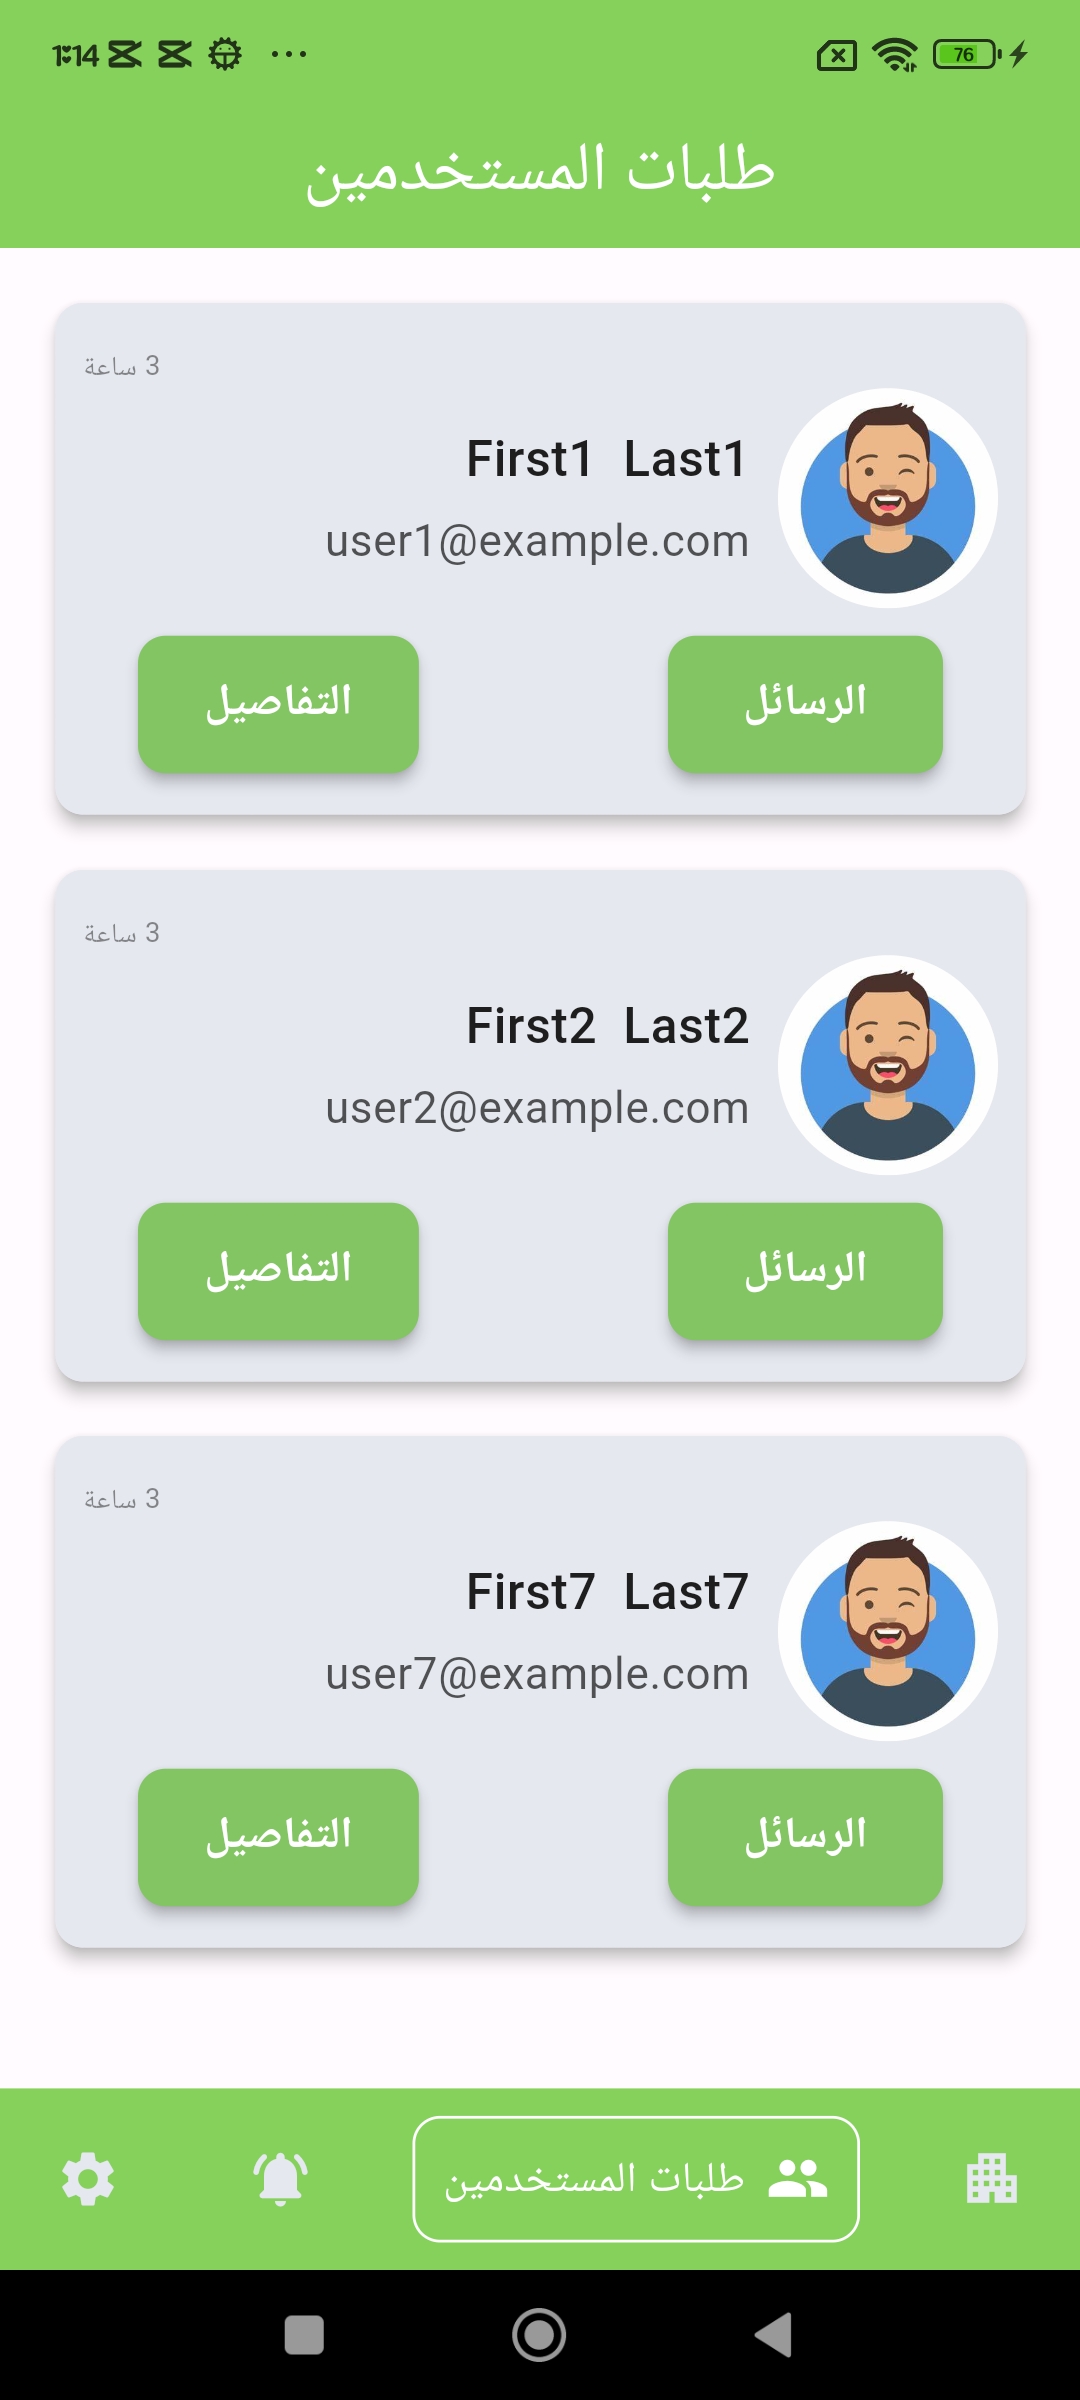 1:14
76
طلبات المستخدمين
3 ساعة
First1 Last1
user1@example.com
الرسائل
التفاصيل
3 ساعة
First2 Last2
user2@example.com
الرسائل
التفاصيل
3 ساعة
First7 Last7
user7@example.com
الرسائل
التفاصيل
طلبات المستخدمين